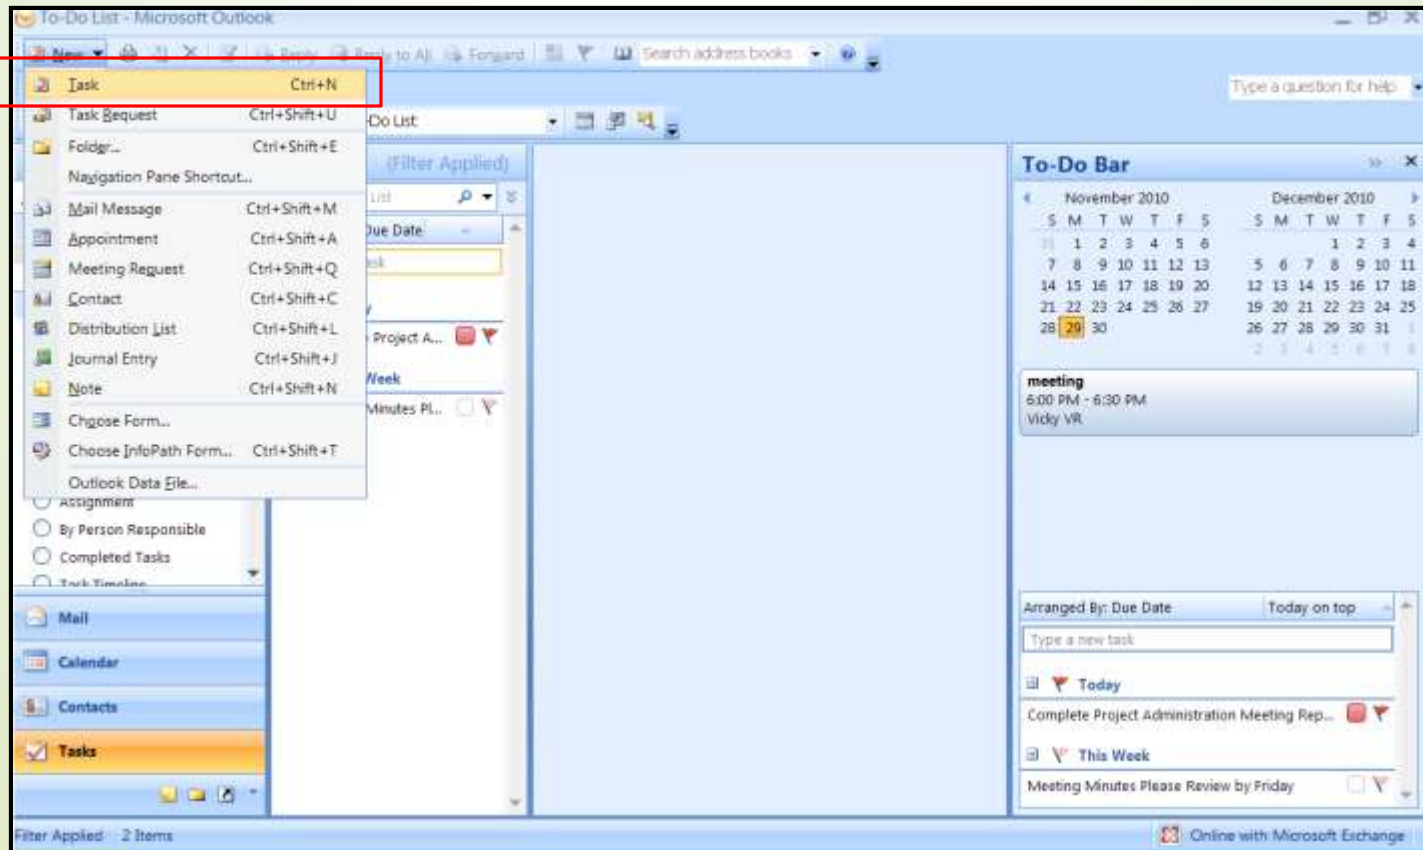 To-Do List - Microsoft Outlook
New Reply Reply to All Forward Search address books
Type a question for help
Task Ctrl+N
Task Request Ctrl+Shift+U
Folder... Ctrl+Shift+E
Navigation Pane Shortcut...
Mail Message Ctrl+Shift+M
Appointment Ctrl+Shift+A
Meeting Request Ctrl+Shift+Q
Contact Ctrl+Shift+C
Distribution List Ctrl+Shift+L
Journal Entry Ctrl+Shift+J
Note Ctrl+Shift+N
Choose Form...
Choose InfoPath Form... Ctrl+Shift+T
Outlook Data File...
Assignment
By Person Responsible
Completed Tasks
Task Timeline
Mail
Calendar
Contacts
Tasks
-Do List
(Filter Applied)
List
Due Date
ask
y
Project A...
Week
Minutes Pl...
To-Do Bar
November 2010
S M T W T F S
31 1 2 3 4 5 6
7 8 9 10 11 12 13
14 15 16 17 18 19 20
21 22 23 24 25 26 27
28 29 30
December 2010
S M T W T F S
1 2 3 4
5 6 7 8 9 10 11
12 13 14 15 16 17 18
19 20 21 22 23 24 25
26 27 28 29 30 31 1
2 3 4 5 6 7 8
meeting
6:00 PM - 6:30 PM
Vicky VR
Arranged By: Due Date Today on top
Type a new task
Today
Complete Project Administration Meeting Rep...
This Week
Meeting Minutes Please Review by Friday
Filter Applied 2 Items
Online with Microsoft Exchange